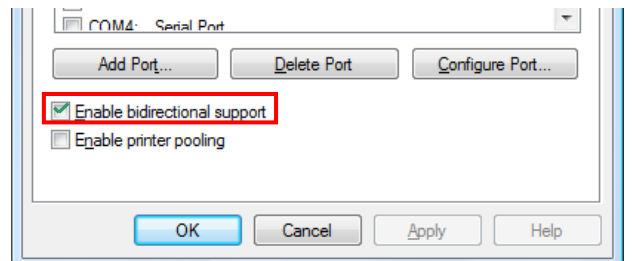 COM4: Serial Port
Add Port... Delete Port Configure Port...
Enable bidirectional support
Enable printer pooling
OK Cancel Apply Help